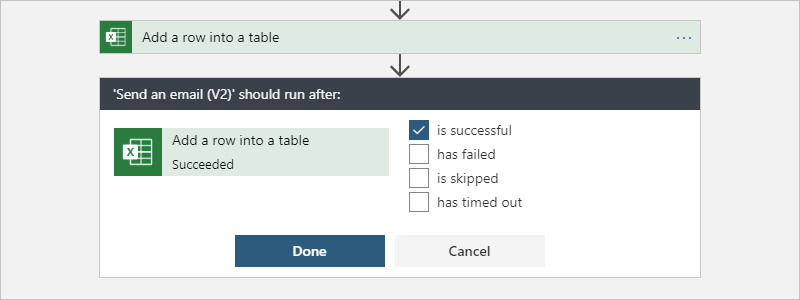 Add a row into a table
'Send an email (V2)' should run after:
Add a row into a table
Succeeded
is successful
has failed
is skipped
has timed out
Done
Cancel